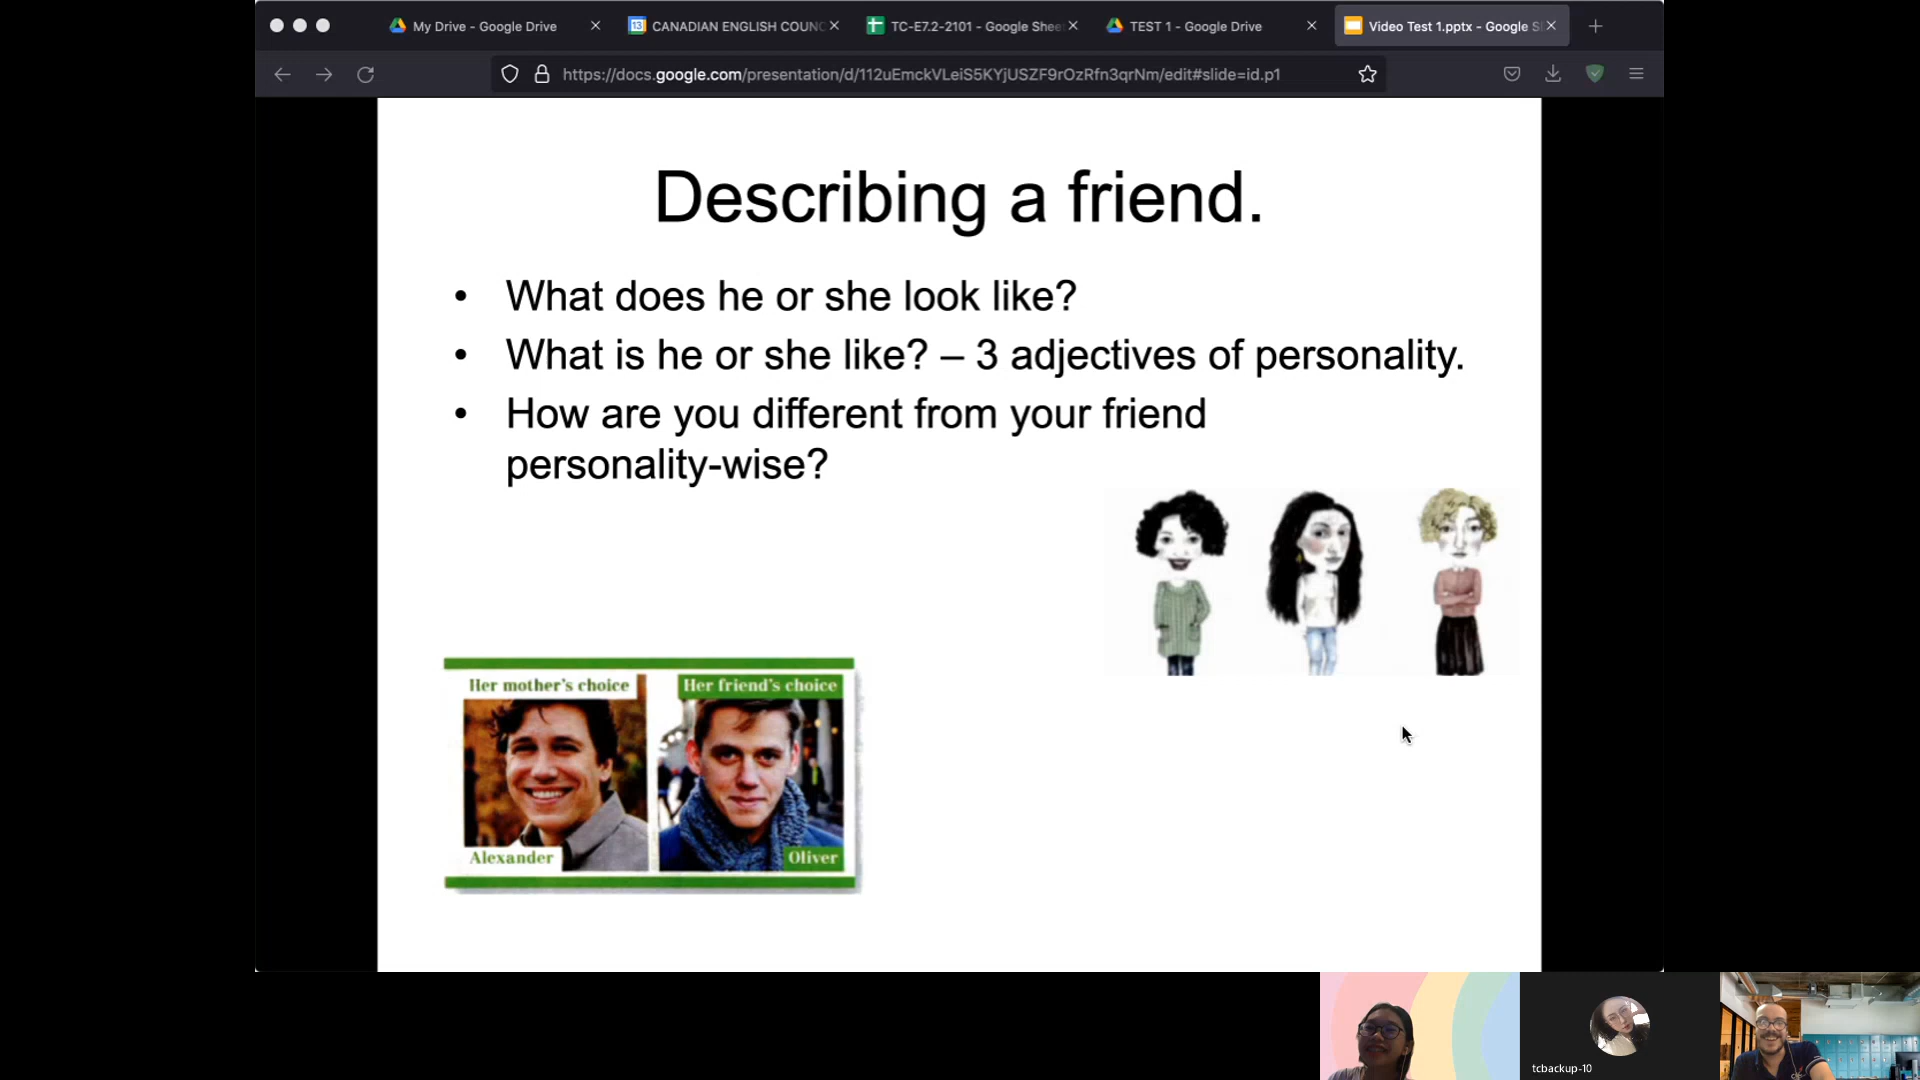 My Drive - Google Drive
CANADIAN ENGLISH COUNC
TC-E7.2-2101 - Google Shee
TEST 1 - Google Drive
Video Test 1.pptx - Google S
13
https://docs.google.com/presentation/d/112uEmckVLeiS5KYjUSZF9rOzRfn3qrNm/edit#slide=id.p1
Describing a friend.
• What does he or she look like?
• What is he or she like? – 3 adjectives of personality.
• How are you different from your friend
personality-wise?
Her mother's choice
Her friend's choice
Alexander
Oliver
tcbackup-10